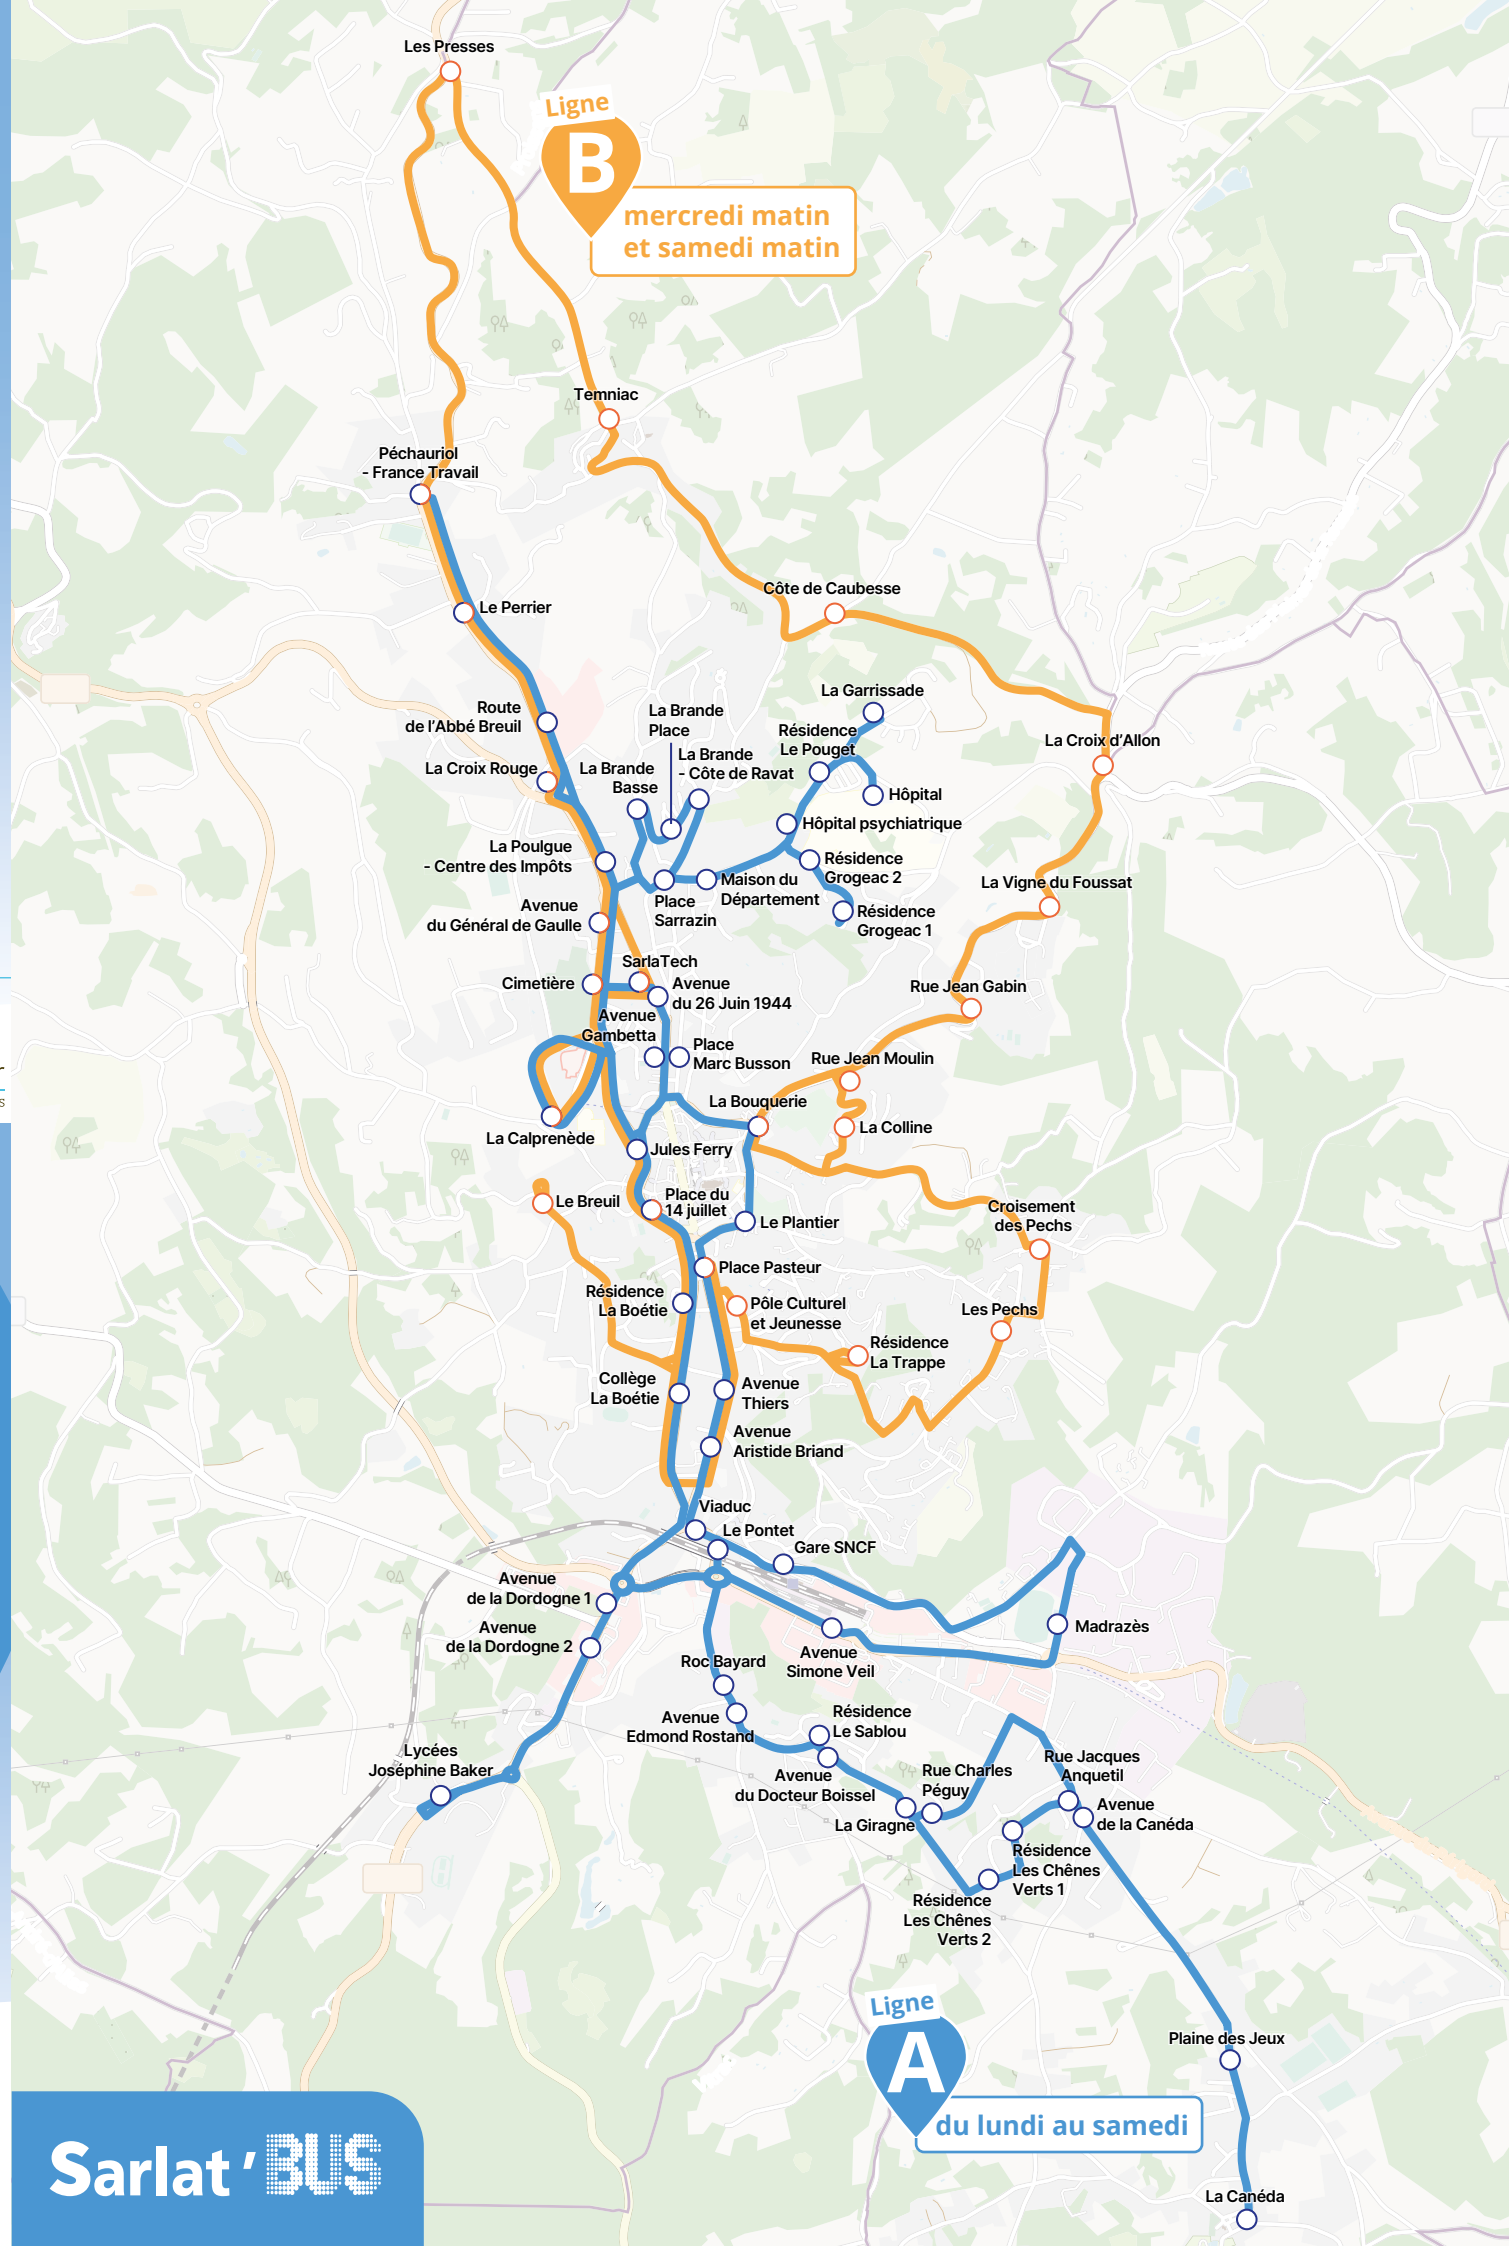 Les Presses
Ligne
B
mercredi matin
et samedi matin
Temniac
Péchauriol
- France Travail
Côte de Caubesse
Le Perrier
La Garrissade
Route
de l'Abbé Breuil
La Brande
Place
Résidence
Le Pouget
La Croix d'Allon
La Croix Rouge
La Brande
Basse
La Brande
- Côte de Ravat
Hôpital
Hôpital psychiatrique
La Poulgue
- Centre des Impôts
Résidence
Grogeac 2
Maison du
Département
La Vigne du Foussat
Place
Sarrazin
Avenue
du Général de Gaulle
Résidence
Grogeac 1
SarlaTech
Cimetière
Avenue
du 26 Juin 1944
Rue Jean Gabin
Avenue
Gambetta
Place
Marc Busson
Rue Jean Moulin
La Bouquerie
La Calprenède
La Colline
Jules Ferry
Le Breuil
Place du
14 juillet
Le Plantier
Croisement
des Pechs
Place Pasteur
Résidence
La Boétie
Pôle Culturel
et Jeunesse
Les Pechs
Résidence
La Trappe
Collège
La Boétie
Avenue
Thiers
Avenue
Aristide Briand
Viaduc
Le Pontet
Gare SNCF
Avenue
de la Dordogne 1
Avenue
de la Dordogne 2
Madrazès
Avenue
Simone Veil
Roc Bayard
Avenue
Edmond Rostand
Résidence
Le Sablou
Lycées
Joséphine Baker
Avenue
du Docteur Boissel
Rue Charles
Péguy
Rue Jacques
Anquetil
La Giragne
Avenue
de la Canéda
Résidence
Les Chênes
Verts 1
Résidence
Les Chênes
Verts 2
Ligne
A
du lundi au samedi
Plaine des Jeux
La Canéda
Sarlat'BUS